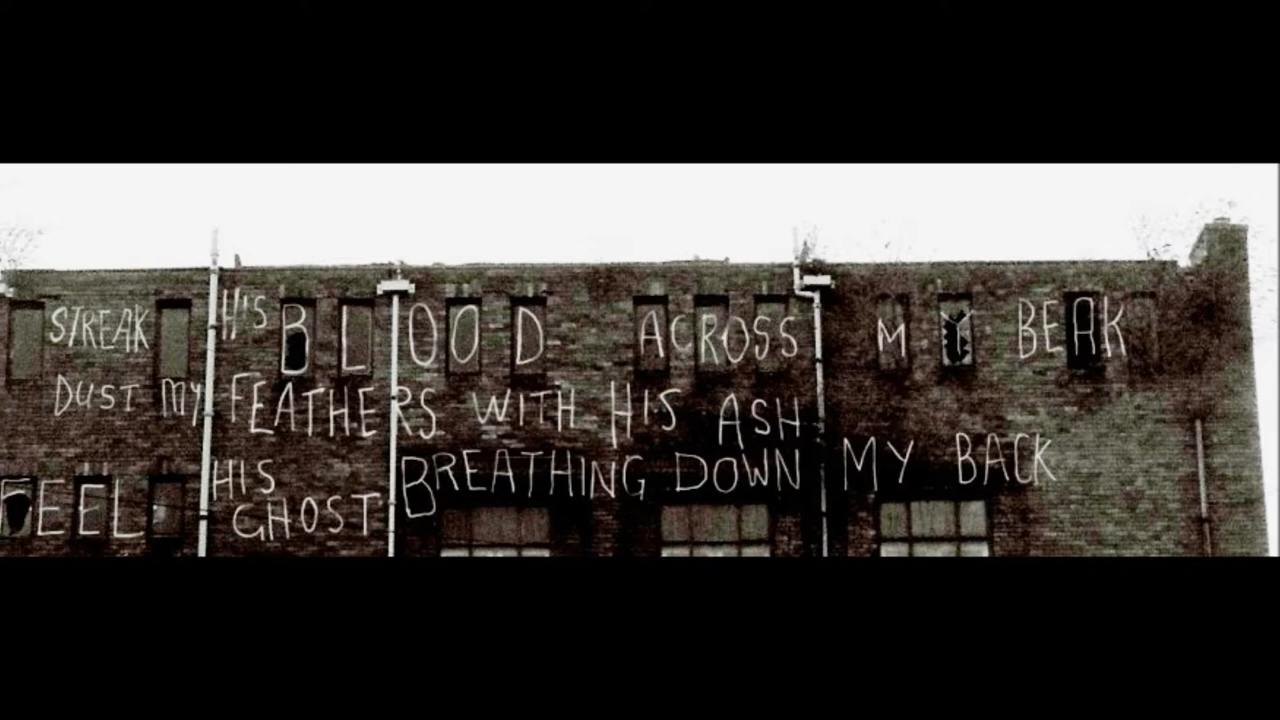 STREAK HIS BLOOD ACROSS MY BEAK
DUST MY FEATHERS WITH HIS ASH
FEEL HIS GHOST BREATHING DOWN MY BACK